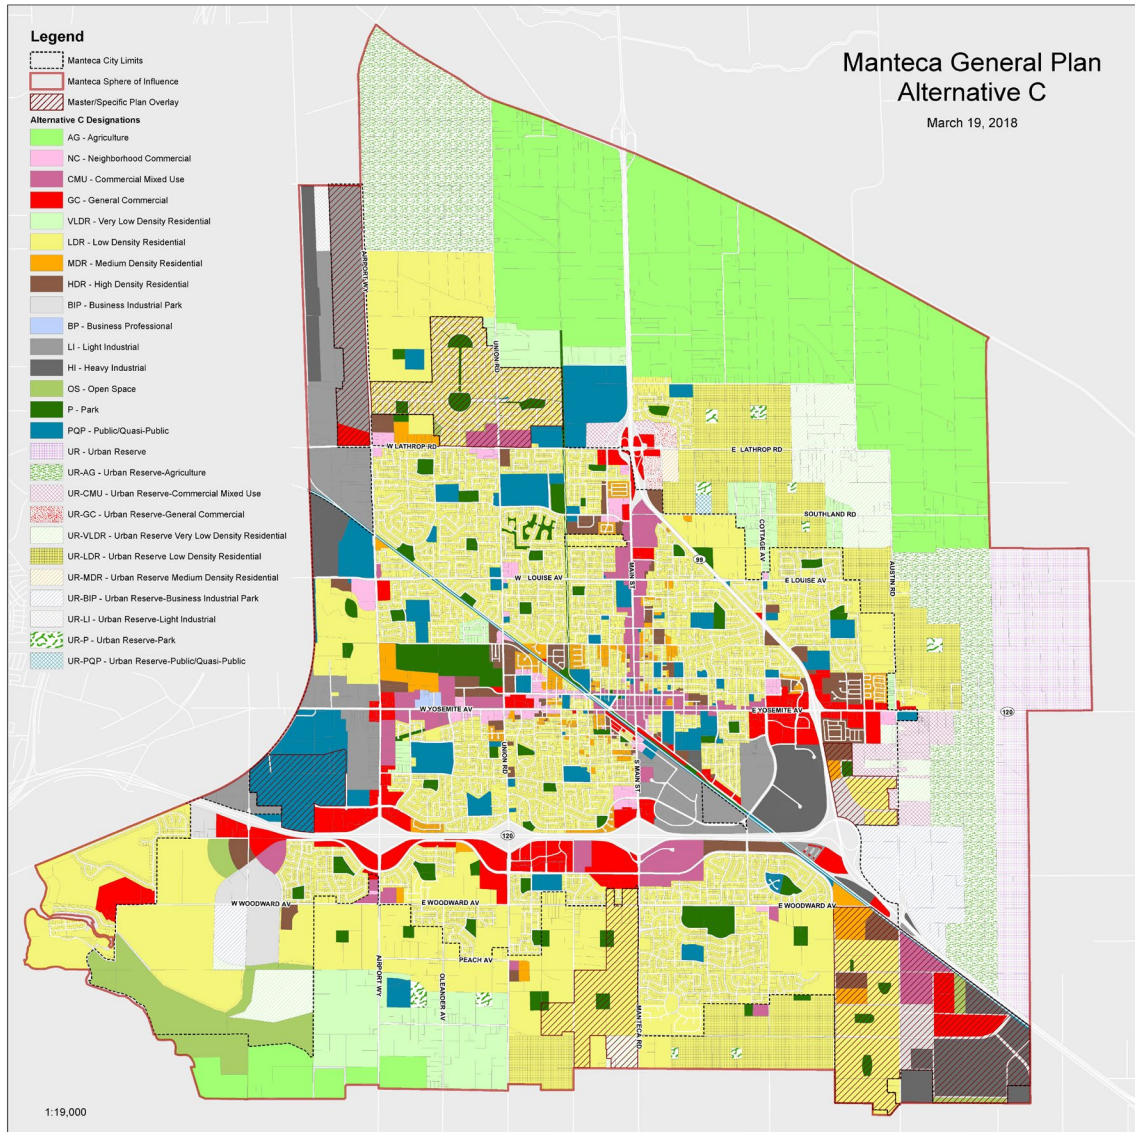 Legend
Manteca City Limits
Manteca Sphere of Influence
Master/Specific Plan Overlay
Alternative C Designations
AG - Agriculture
NC - Neighborhood Commercial
CMU - Commercial Mixed Use
GC - General Commercial
VLDR - Very Low Density Residential
LDR - Low Density Residential
MDR - Medium Density Residential
HDR - High Density Residential
BIP - Business Industrial Park
BP - Business Professional
LI - Light Industrial
HI - Heavy Industrial
OS - Open Space
P - Park
PQP - Public/Quasi-Public
UR - Urban Reserve
UR-AG - Urban Reserve-Agriculture
UR-CMU - Urban Reserve-Commercial Mixed Use
UR-GC - Urban Reserve-General Commercial
UR-VLDR - Urban Reserve Very Low Density Residential
UR-LDR - Urban Reserve Low Density Residential
UR-MDR - Urban Reserve Medium Density Residential
UR-BIP - Urban Reserve-Business Industrial Park
UR-LI - Urban Reserve-Light Industrial
UR-P - Urban Reserve-Park
UR-PQP - Urban Reserve-Public/Quasi-Public
Manteca General Plan
Alternative C
March 19, 2018
AIRPORT WY
UNION RD
W LATHROP RD
E LATHROP RD
SOUTHLAND RD
COTTAGE AV
99
W LOUISE AV
MAIN ST
E LOUISE AV
AUSTIN RD
W YOSEMITE AV
E YOSEMITE AV
120
UNION RD
S MAIN ST
120
W WOODWARD AV
E WOODWARD AV
E WOODWARD AV
PEACH AV
AIRPORT WY
OLEANDER AV
MANTECA RD
1:19,000